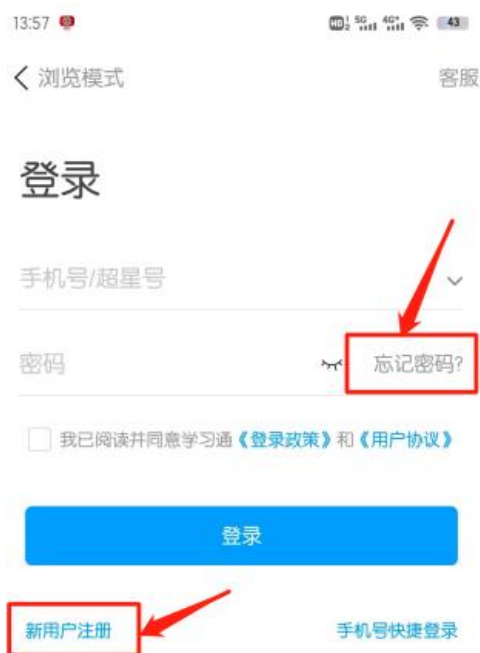 13:57 HD 1 2 5G 4G+ 43
浏览模式 客服
登录
手机号/超星号
密码 忘记密码?
我已阅读并同意学习通《登录政策》和《用户协议》
登录
新用户注册 手机号快捷登录